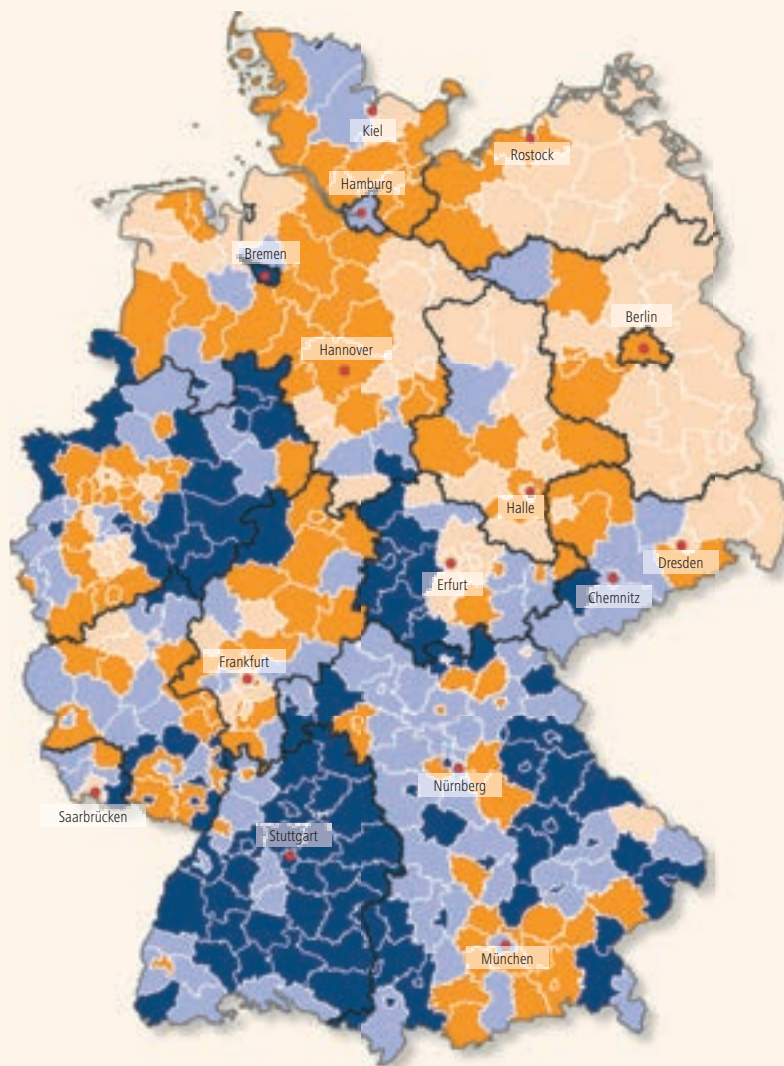 Kiel
Rostock
Hamburg
Bremen
Berlin
Hannover
Halle
Dresden
Erfurt
Chemnitz
Frankfurt
Nürnberg
Saarbrücken
Stuttgart
München